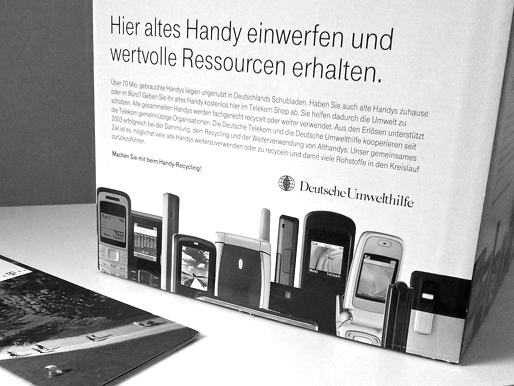 Hier altes Handy einwerfen und
wertvolle Ressourcen erhalten.
Über 70 Mio. gebrauchte Handys liegen ungenutzt in Deutschlands Schubladen. Haben Sie auch alte Handys zuhause
oder im Büro? Geben Sie Ihr altes Handy kostenlos hier im Telekom Shop ab. Sie helfen dadurch die Umwelt zu
schützen. Alle gesammelten Handys werden fachgerecht recycelt oder weiter verwendet. Aus den Erlösen unterstützt
die Telekom gemeinnützige Organisationen. Die Deutsche Telekom und die Deutsche Umwelthilfe kooperieren seit
2003 erfolgreich bei der Sammlung, dem Recycling und der Weiterverwendung von Althandys. Unser gemeinsames
Ziel ist es, möglichst viele alte Handys weiterzuverwenden oder zu recyceln und damit viele Rohstoffe in den Kreislauf
zurückzuführen.
Machen Sie mit beim Handy-Recycling!
Deutsche Umwelthilfe